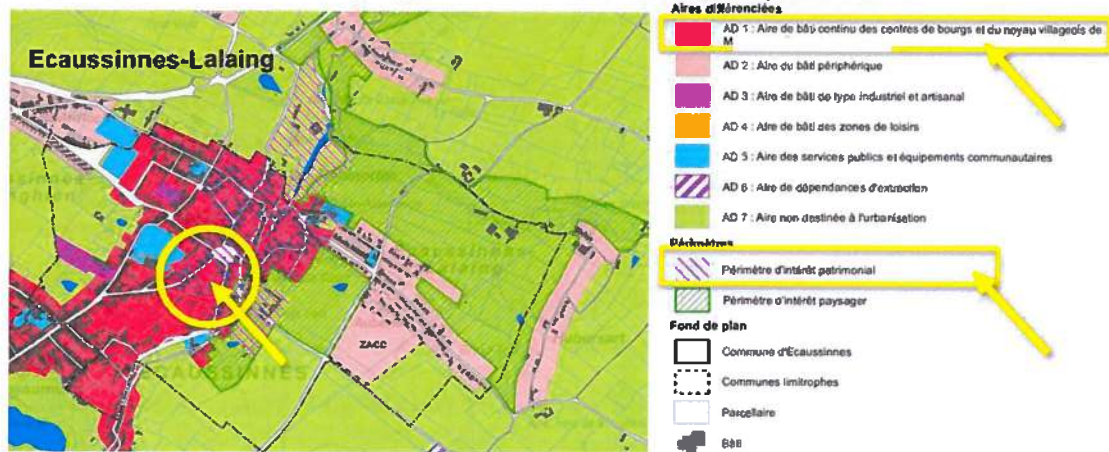 Ecaussinnes-Lalaing
ZACC
ECAUSSINNES
Aires différenciées
AD 1 : Aire de bâti continu des centres de bourgs et du noyau villageois de
M
AD 2 : Aire du bâti périphérique
AD 3 : Aire de bâti de type industriel et artisanal
AD 4 : Aire de bâti des zones de loisirs
AD 5 : Aire des services publics et équipements communautaires
AD 6 : Aire de dépendances d'extraction
AD 7 : Aire non destinée à l'urbanisation
Périmètres
Périmètre d'intérêt patrimonial
Périmètre d'intérêt paysager
Fond de plan
Commune d'Ecaussinnes
Communes limitrophes
Parcellaire
Bâti